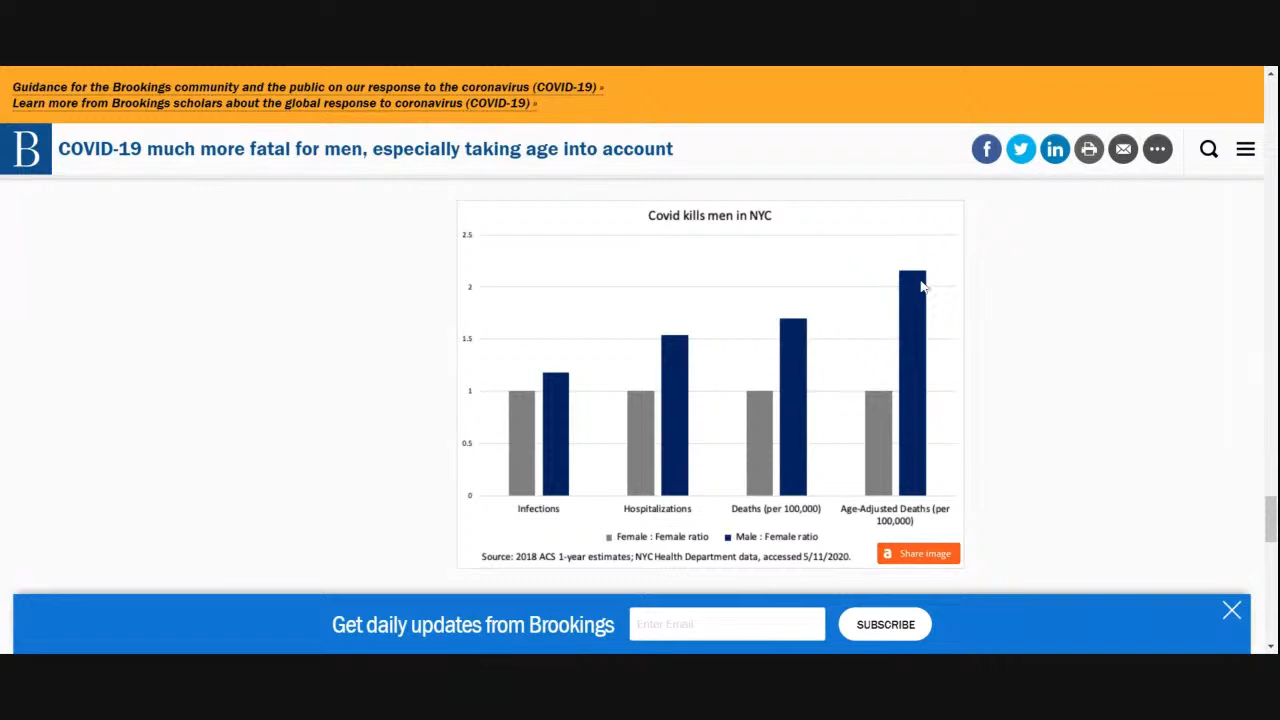 Guidance for the Brookings community and the public on our response to the coronavirus (COVID-19) »
Learn more from Brookings scholars about the global response to coronavirus (COVID-19) »
B
COVID-19 much more fatal for men, especially taking age into account
f
in
Covid kills men in NYC
2.5
2
1.5
1
0.5
0
Infections
Hospitalizations
Deaths (per 100,000)
Age-Adjusted Deaths (per
100,000)
Female : Female ratio
Male : Female ratio
Source: 2018 ACS 1-year estimates; NYC Health Department data, accessed 5/11/2020.
a Share image
Get daily updates from Brookings
Enter Email
SUBSCRIBE